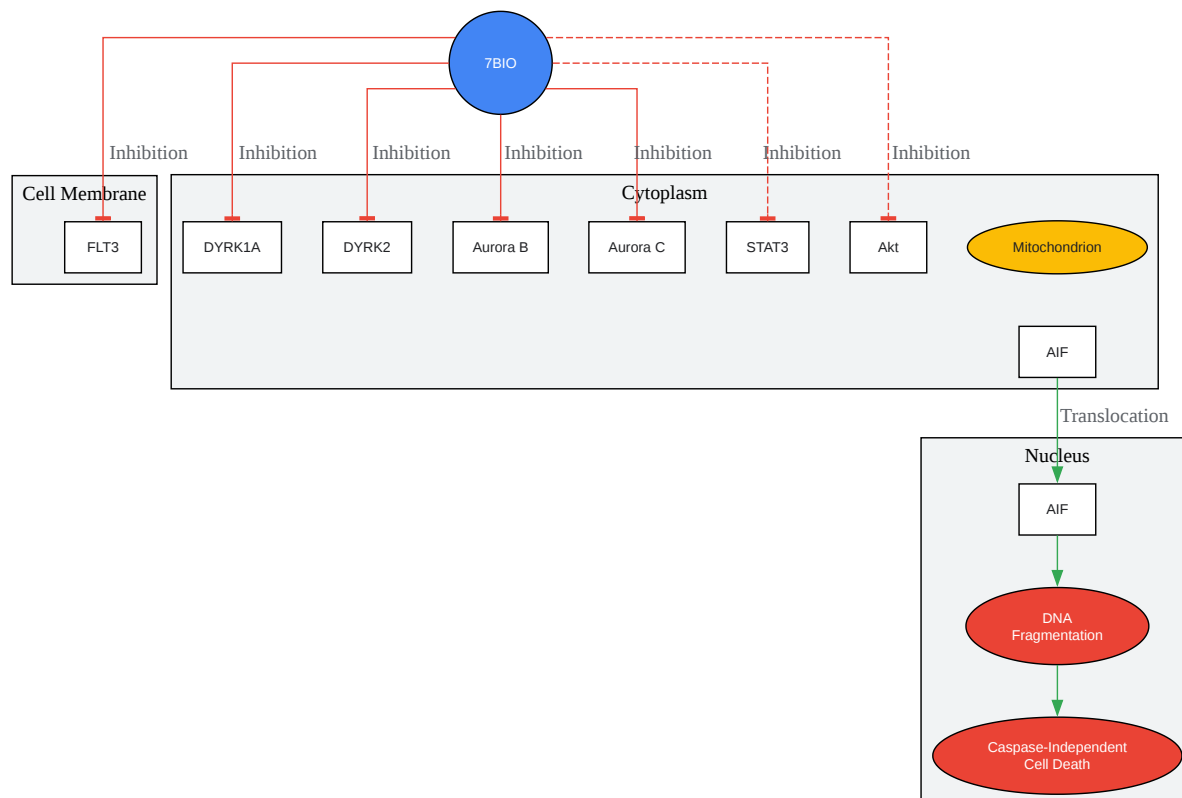 7BIO
Inhibition
Inhibition
Inhibition
Inhibition
Inhibition
Inhibition
Inhibition
Cell Membrane
Cytoplasm
FLT3
DYRK1A
DYRK2
Aurora B
Aurora C
STAT3
Akt
Mitochondrion
AIF
Translocation
Nucleus
AIF
DNA
Fragmentation
Caspase-Independent
Cell Death